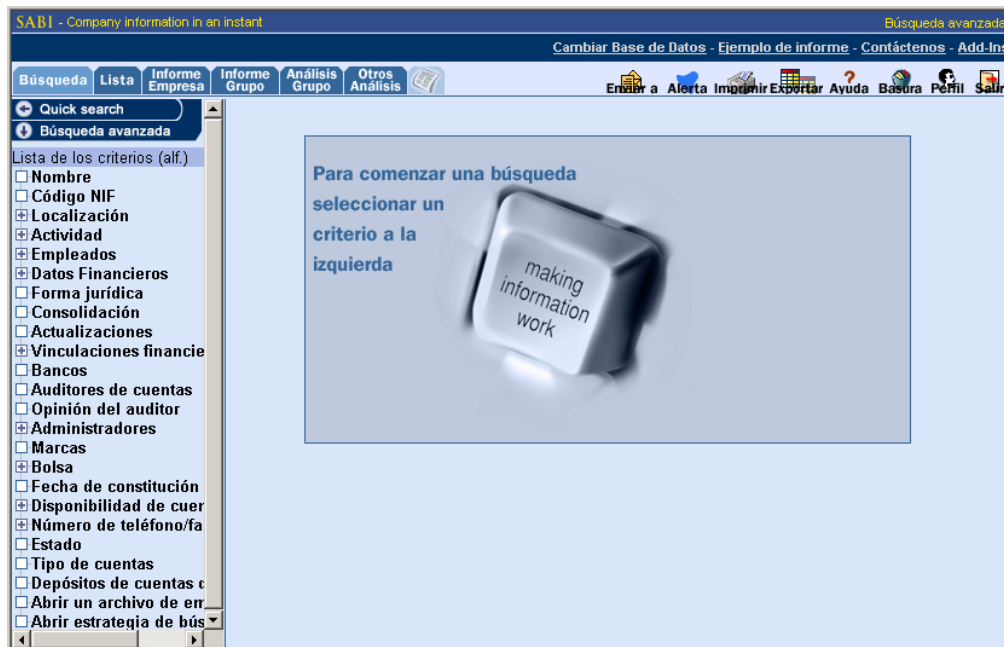 SABI - Company information in an instant
Búsqueda avanzada
Cambiar Base de Datos - Ejemplo de informe - Contáctenos - Add-Ins
Búsqueda
Lista
Informe
Empresa
Informe
Grupo
Análisis
Grupo
Otros
Análisis
Enviar a
Alerta
Imprimir
Exportar
Ayuda
Basura
Perfil
Salir
Quick search
Búsqueda avanzada
Lista de los criterios (alf.)
Nombre
Código NIF
Localización
Actividad
Empleados
Datos Financieros
Forma jurídica
Consolidación
Actualizaciones
Vinculaciones financie
Bancos
Auditores de cuentas
Opinión del auditor
Administradores
Marcas
Bolsa
Fecha de constitución
Disponibilidad de cuer
Número de teléfono/fa
Estado
Tipo de cuentas
Depósitos de cuentas
Abrir un archivo de em
Abrir estrategia de bús
Para comenzar una búsqueda
seleccionar un
criterio a la
izquierda
making
information
work